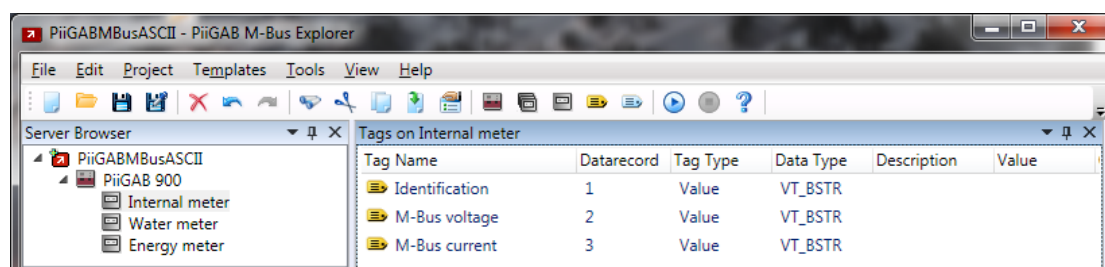 PiiGABMBusASCII - PiiGAB M-Bus Explorer
File Edit Project Templates Tools View Help
Server Browser
PiiGABMBusASCII
PiiGAB 900
Internal meter
Water meter
Energy meter
Tags on Internal meter
Tag Name Datarecord Tag Type Data Type Description Value
Identification 1 Value VT_BSTR
M-Bus voltage 2 Value VT_BSTR
M-Bus current 3 Value VT_BSTR